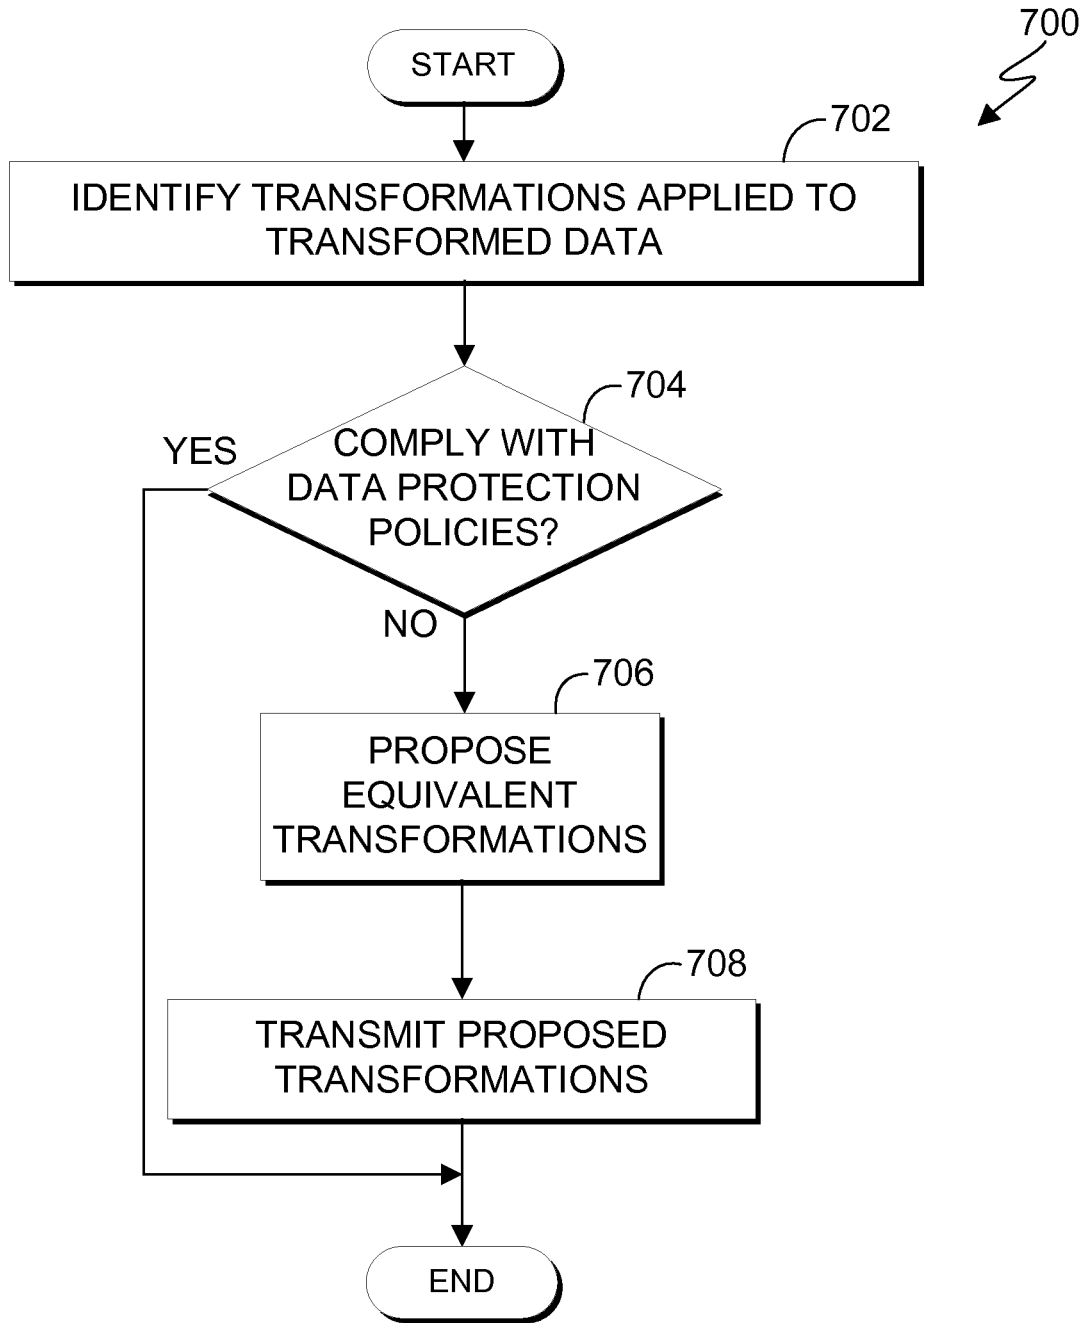 700
START
702
IDENTIFY TRANSFORMATIONS APPLIED TO
TRANSFORMED DATA
704
YES
COMPLY WITH
DATA PROTECTION
POLICIES?
NO
706
PROPOSE
EQUIVALENT
TRANSFORMATIONS
708
TRANSMIT PROPOSED
TRANSFORMATIONS
END